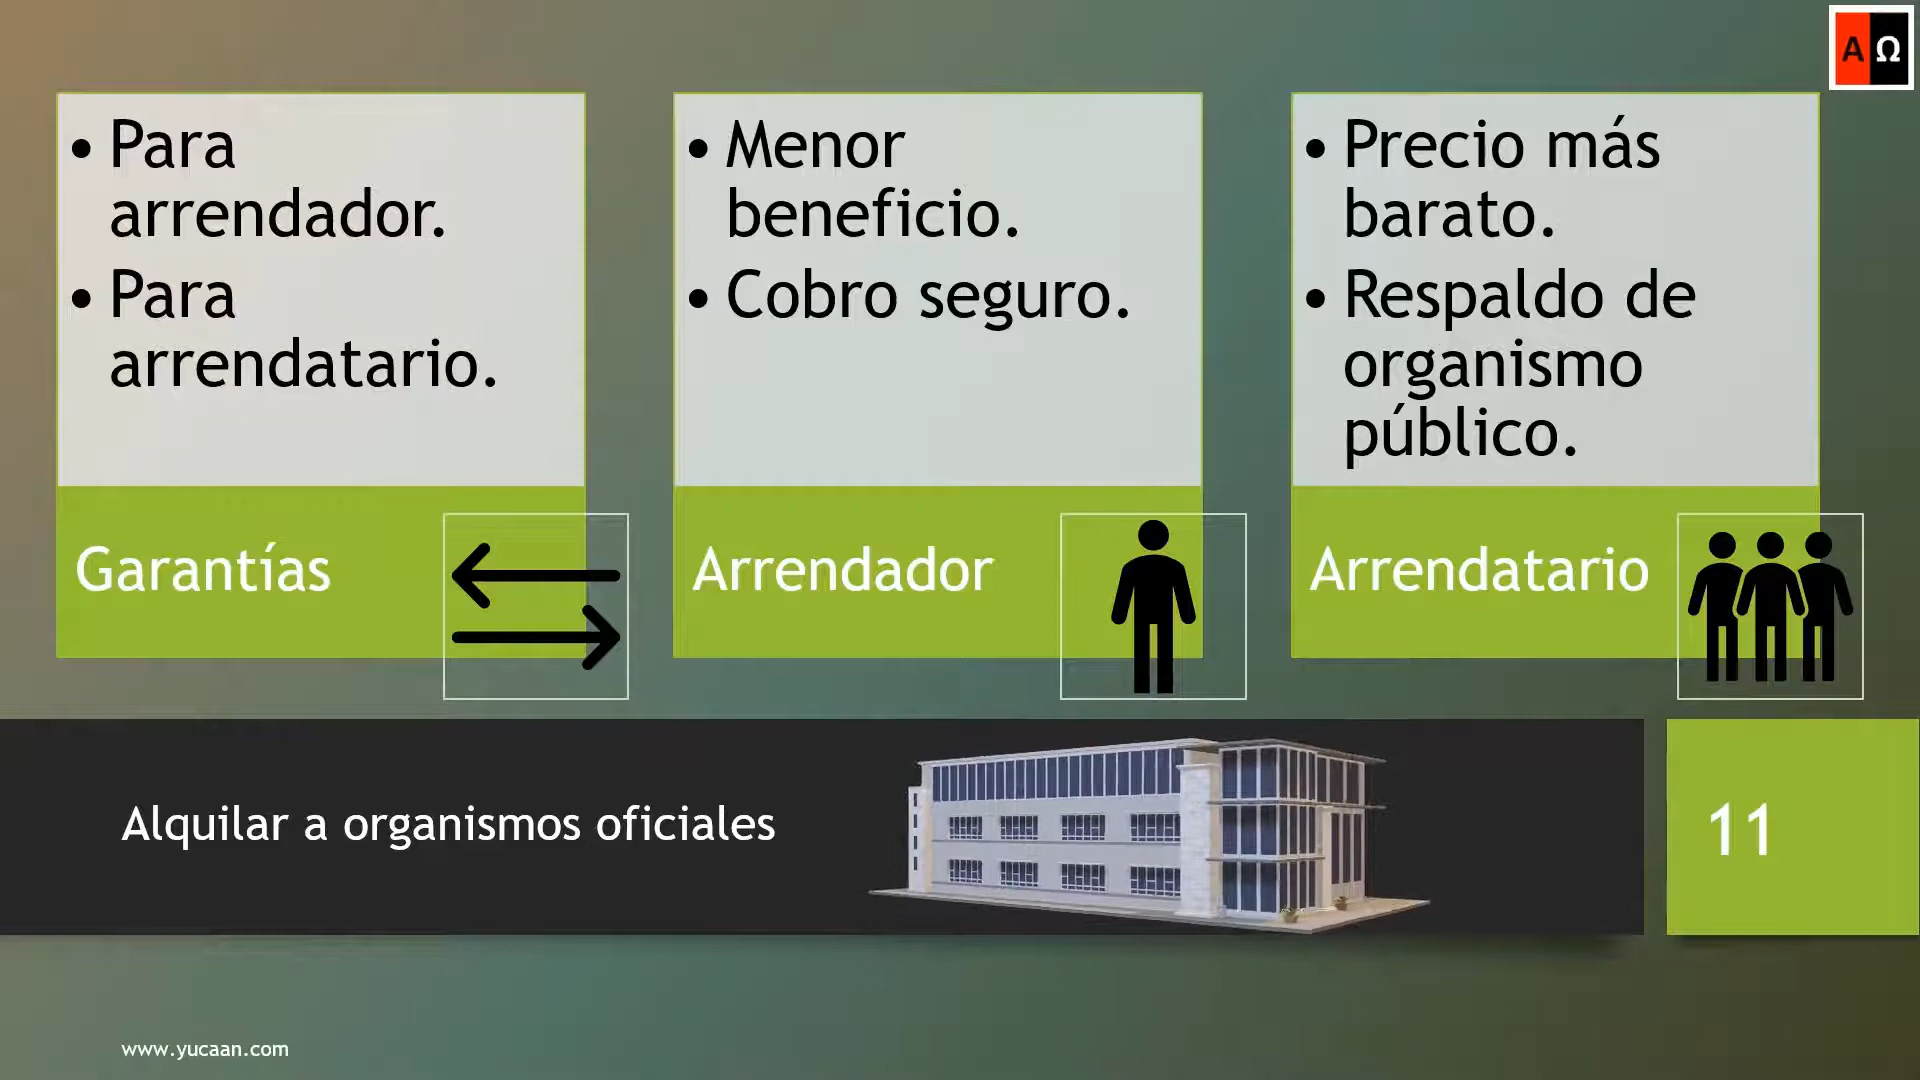 AΩ
• Para
arrendador.
• Para
arrendatario.
Garantías
• Menor
beneficio.
• Cobro seguro.
Arrendador
• Precio más
barato.
• Respaldo de
organismo
público.
Arrendatario
Alquilar a organismos oficiales
11
www.yucaan.com